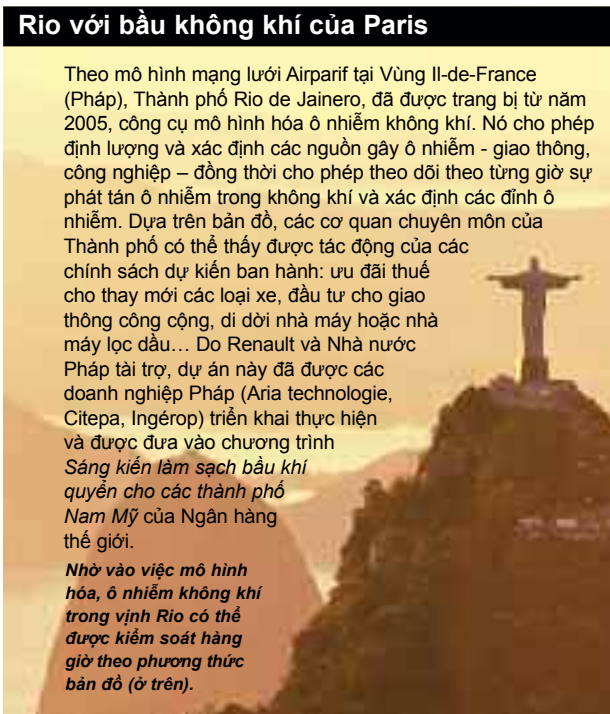 Rio với bầu không khí của Paris
Theo mô hình mạng lưới Airparif tại Vùng Il-de-France
(Pháp), Thành phố Rio de Jainero, đã được trang bị từ năm
2005, công cụ mô hình hóa ô nhiễm không khí. Nó cho phép
định lượng và xác định các nguồn gây ô nhiễm - giao thông,
công nghiệp – đồng thời cho phép theo dõi theo từng giờ sự
phát tán ô nhiễm trong không khí và xác định các đỉnh ô
nhiễm. Dựa trên bản đồ, các cơ quan chuyên môn của
Thành phố có thể thấy được tác động của các
chính sách dự kiến ban hành: ưu đãi thuế
cho thay mới các loại xe, đầu tư cho giao
thông công cộng, di dời nhà máy hoặc nhà
máy lọc dầu… Do Renault và Nhà nước
Pháp tài trợ, dự án này đã được các
doanh nghiệp Pháp (Aria technologie,
Citepa, Ingérop) triển khai thực hiện
và được đưa vào chương trình
Sáng kiến làm sạch bầu khí
quyển cho các thành phố
Nam Mỹ của Ngân hàng
thế giới.
Nhờ vào việc mô hình
hóa, ô nhiễm không khí
trong vịnh Rio có thể
được kiểm soát hàng
giờ theo phương thức
bản đồ (ở trên).